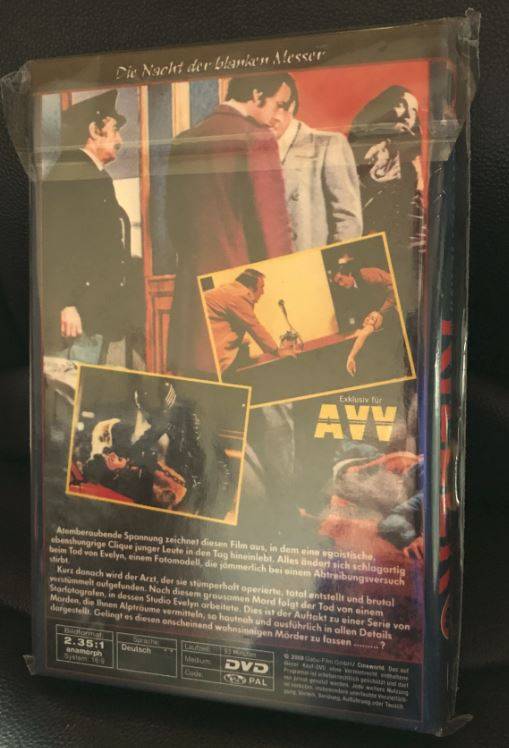 Die Nacht der blanken Messer
Exklusiv für
AVV
Atemberaubende Spannung zeichnet diesen Film aus, in dem eine egoistische,
ebenshungrige Clique junger Leute in den Tag hineinlebt. Alles ändert sich schlagartig
beim Tod von Evelyn, einem Fotomodell, die jämmerlich bei einem Abtreibungsversuch
stirbt.
Kurz danach wird der Arzt, der sie stümperhaft operierte, total entstellt und brutal
verstümmelt aufgefunden. Nach diesem grausamen Mord folgt der Tod von einem
Starfotografen, in dessen Studio Evelyn arbeitete. Dies ist der Auftakt zu einer Serie von
Morden, die Ihnen Alpträume vermitteln, so hautnah und ausführlich in allen Details
dargestellt. Gelingt es diesen anscheinend wahnsinnigen Mörder zu fassen ........?
Bildformat
2.35:1
anamorph
System: 16:9
Sprache:
Deutsch
Laufzeit:
93 Minuten
Medium:
DVD
Code:
PAL